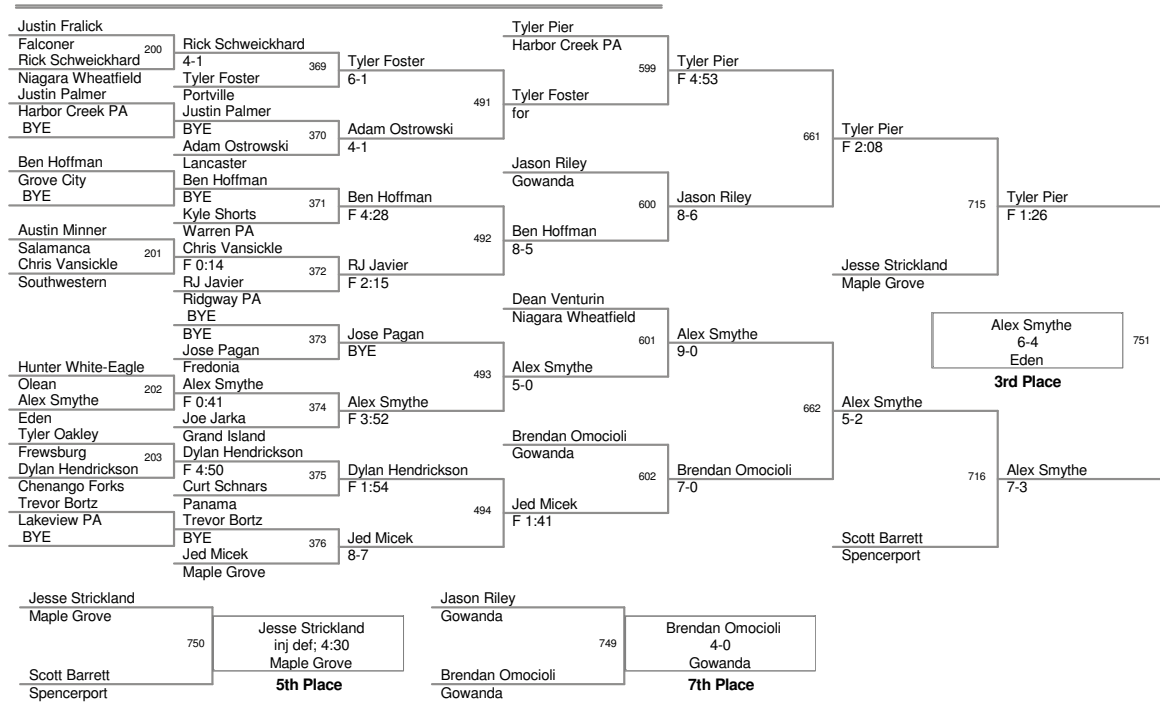 Justin Fralick
Falconer
200
Rick Schweickhard
Niagara Wheatfield
Justin Palmer
Harbor Creek PA
BYE
Ben Hoffman
Grove City
BYE
Austin Minner
Salamanca
201
Chris Vansickle
Southwestern
Hunter White-Eagle
Olean
202
Alex Smythe
Eden
Tyler Oakley
Frewsburg
203
Dylan Hendrickson
Chenango Forks
Trevor Bortz
Lakeview PA
BYE
Rick Schweickhard
4-1
369
Tyler Foster
Portville
Justin Palmer
BYE
370
Adam Ostrowski
Lancaster
Ben Hoffman
BYE
371
Kyle Shorts
Warren PA
Chris Vansickle
F 0:14
372
RJ Javier
Ridgway PA
BYE
BYE
373
Jose Pagan
Fredonia
Alex Smythe
F 0:41
374
Joe Jarka
Grand Island
Dylan Hendrickson
F 4:50
375
Curt Schnars
Panama
Trevor Bortz
BYE
376
Jed Micek
Maple Grove
Tyler Foster
6-1
491
Adam Ostrowski
4-1
Ben Hoffman
F 4:28
492
RJ Javier
F 2:15
Jose Pagan
BYE
493
Alex Smythe
F 3:52
Dylan Hendrickson
F 1:54
494
Jed Micek
8-7
Tyler Pier
Harbor Creek PA
599
Tyler Foster
for
Jason Riley
Gowanda
600
Ben Hoffman
8-5
Dean Venturin
Niagara Wheatfield
601
Alex Smythe
5-0
Brendan Omocioli
Gowanda
602
Jed Micek
F 1:41
Tyler Pier
F 4:53
661
Jason Riley
8-6
Alex Smythe
9-0
662
Brendan Omocioli
7-0
Tyler Pier
F 2:08
715
Jesse Strickland
Maple Grove
Alex Smythe
5-2
716
Scott Barrett
Spencerport
Tyler Pier
F 1:26
Alex Smythe
6-4
Eden
751
3rd Place
Alex Smythe
7-3
Jesse Strickland
Maple Grove
750
Scott Barrett
Spencerport
Jesse Strickland
inj def; 4:30
Maple Grove
5th Place
Jason Riley
Gowanda
749
Brendan Omocioli
Gowanda
Brendan Omocioli
4-0
Gowanda
7th Place